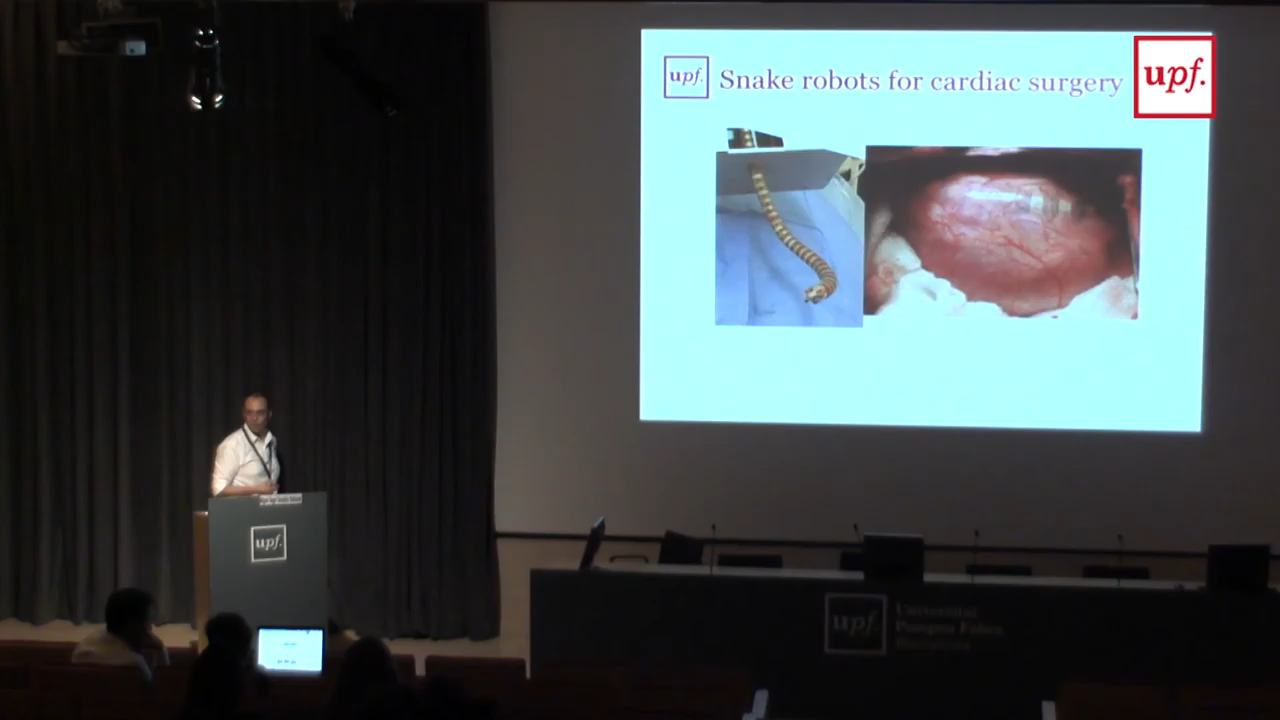 upf. Snake robots for cardiac surgery
upf.
upf.
upf.
Universitat
Pompeu Fabra
Barcelona